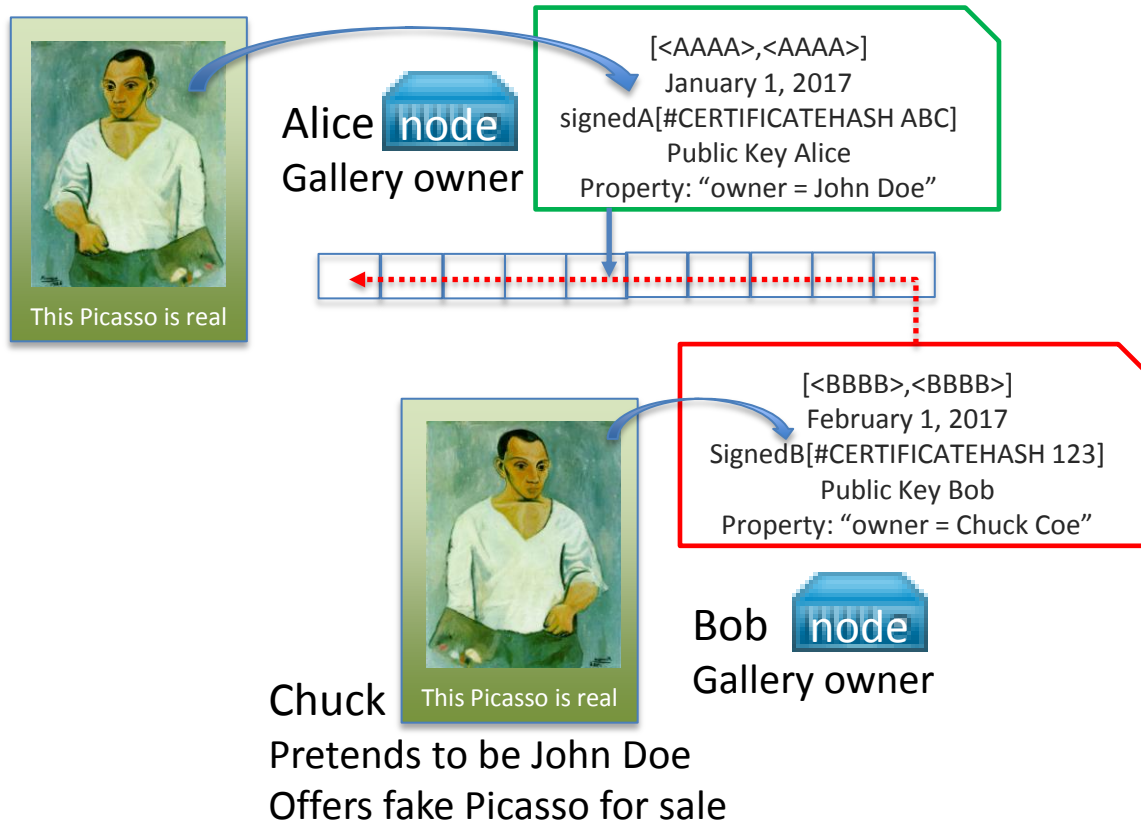 This Picasso is real
Alice node
Gallery owner
[<AAAA>,<AAAA>]
January 1, 2017
signedA[#CERTIFICATEHASH ABC]
Public Key Alice
Property: “owner = John Doe”
[<BBBB>,<BBBB>]
February 1, 2017
SignedB[#CERTIFICATEHASH 123]
Public Key Bob
Property: “owner = Chuck Coe”
Bob node
Gallery owner
This Picasso is real
Chuck
Pretends to be John Doe
Offers fake Picasso for sale